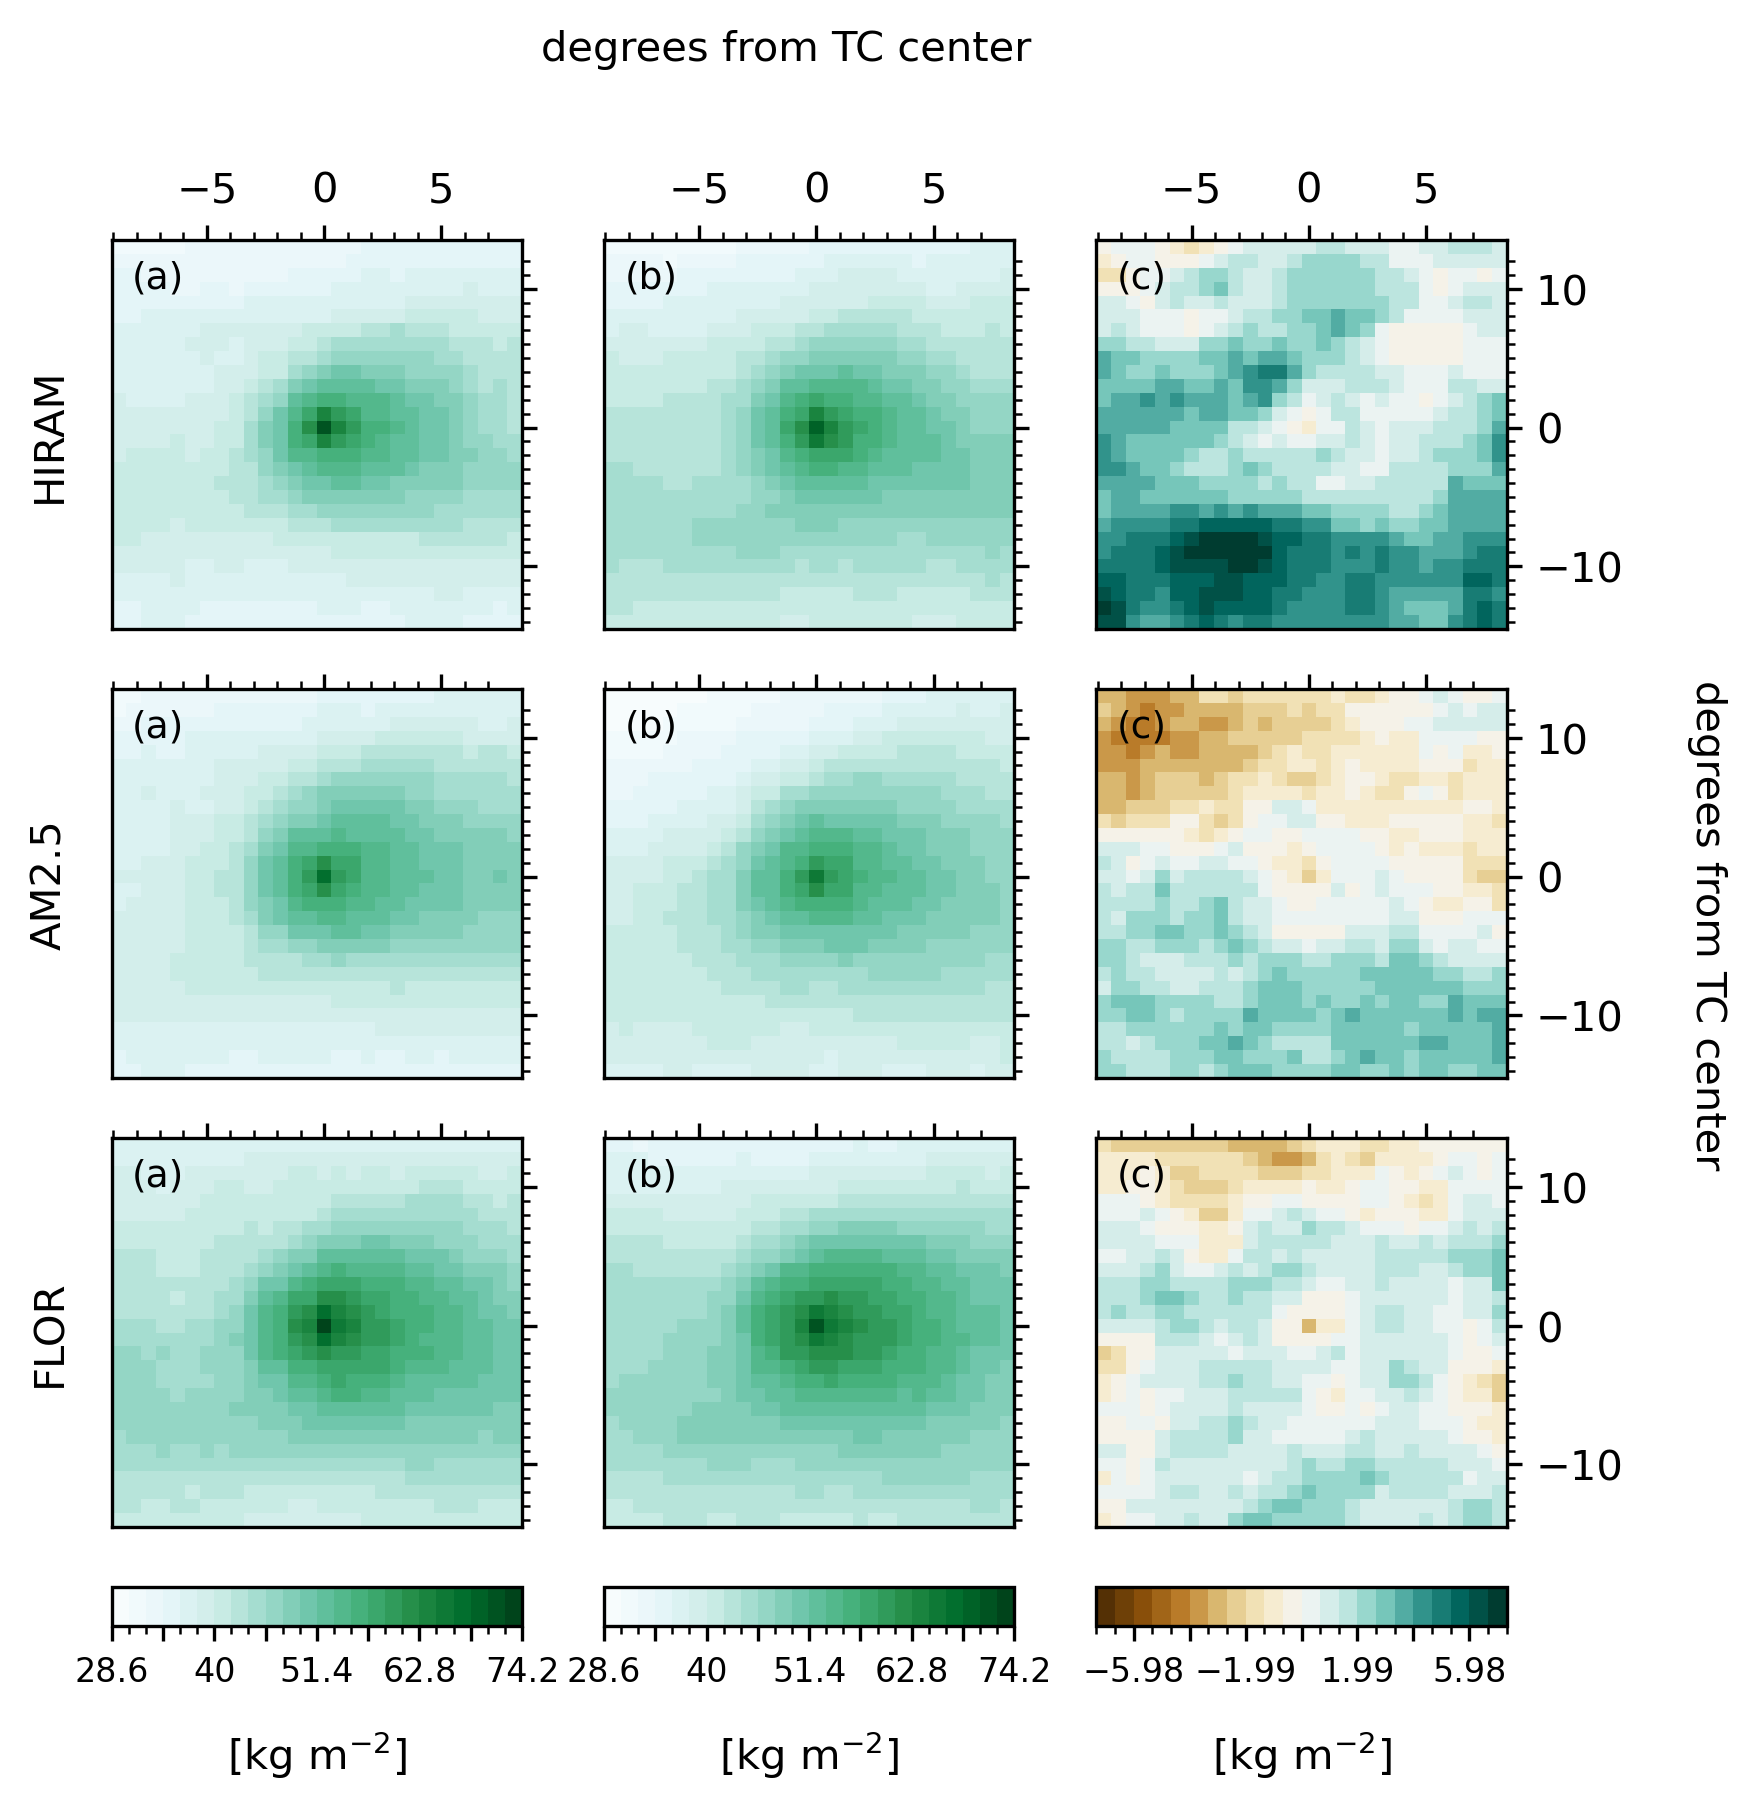 degrees from TC center
−5 0 5 −5 0 5 −5 0 5
HIRAM
(a) (b) (c)
10
0
−10
AM2.5
(a) (b) (c)
10
0
−10
degrees from TC center
FLOR
(a) (b) (c)
10
0
−10
28.6 40 51.4 62.8 74.2 28.6 40 51.4 62.8 74.2 −5.98 −1.99 1.99 5.98
[kg m⁻²] [kg m⁻²] [kg m⁻²]